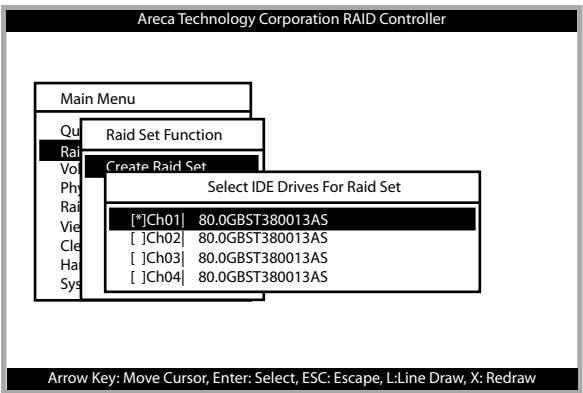 Areca Technology Corporation RAID Controller
Main Menu
Qu
Rai
Vol
Phy
Rai
Vie
Cle
Har
Sys
Raid Set Function
Create Raid Set
Select IDE Drives For Raid Set
[*]Ch01| 80.0GBST380013AS
[ ]Ch02| 80.0GBST380013AS
[ ]Ch03| 80.0GBST380013AS
[ ]Ch04| 80.0GBST380013AS
Arrow Key: Move Cursor, Enter: Select, ESC: Escape, L:Line Draw, X: Redraw